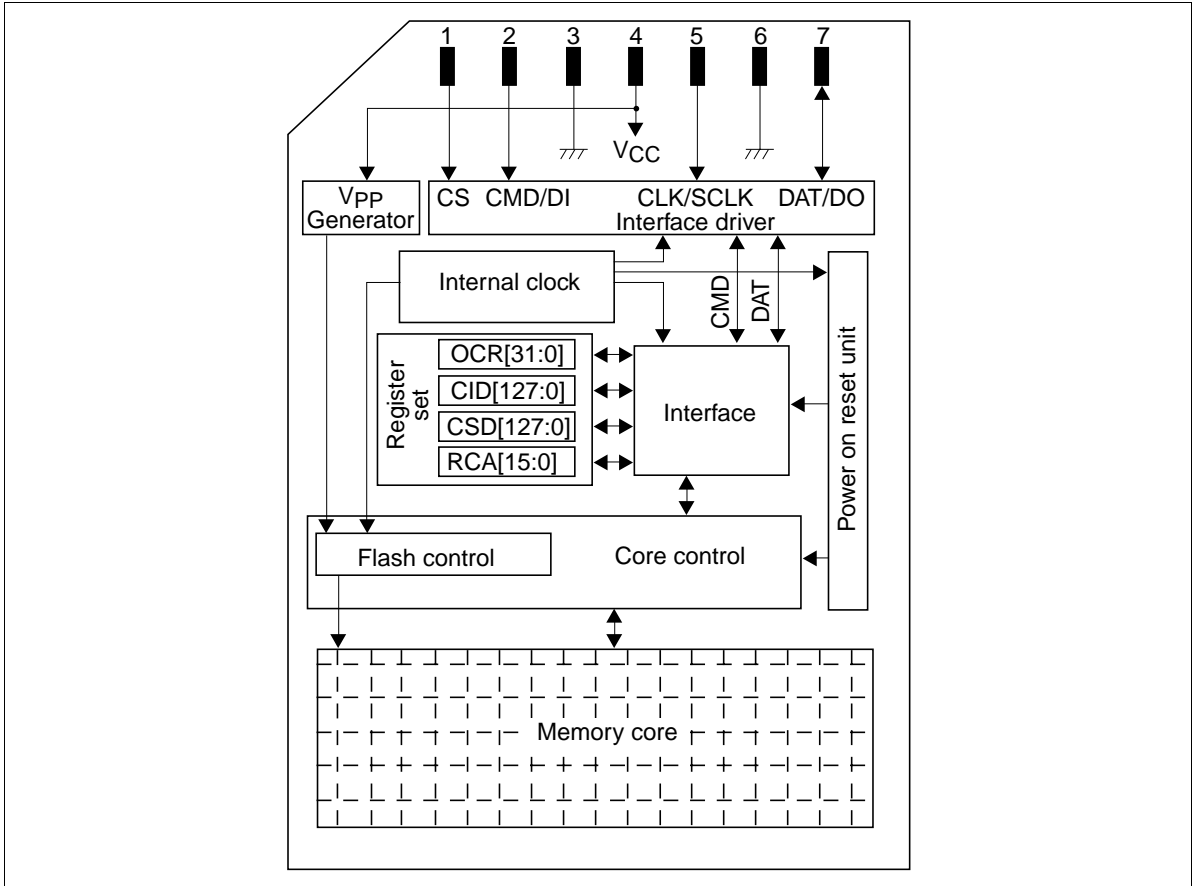 1 2 3 4 5 6 7
VCC
VPP
Generator
CS CMD/DI CLK/SCLK DAT/DO
Interface driver
Internal clock
CMD
DAT
Register
set
OCR[31:0]
CID[127:0]
CSD[127:0]
RCA[15:0]
Interface
Power on reset unit
Flash control
Core control
Memory core